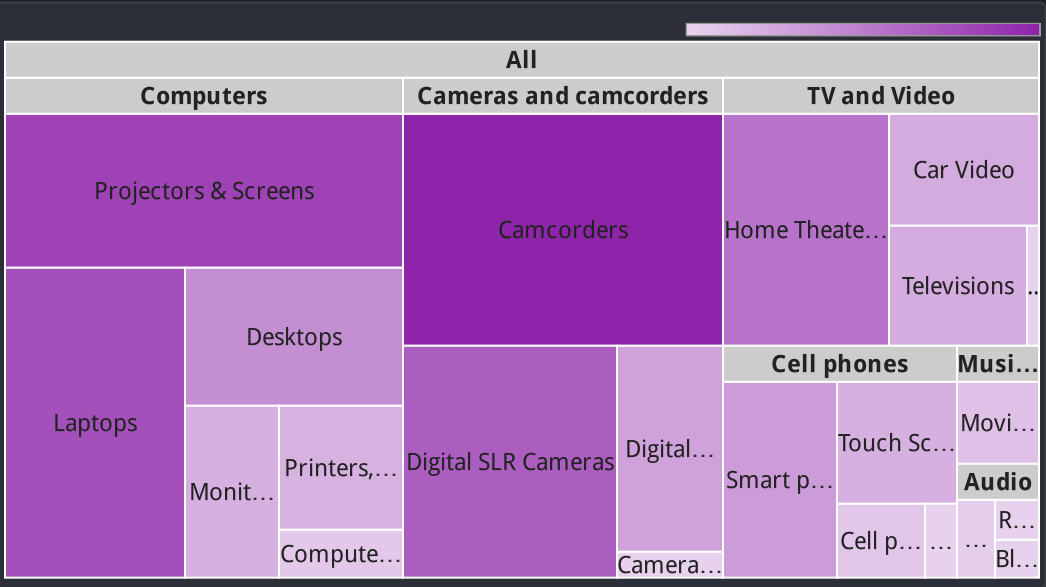 All
Computers
Cameras and camcorders
TV and Video
Projectors & Screens
Camcorders
Home Theate…
Car Video
Televisions
..
Laptops
Desktops
Monit…
Printers,…
Compute…
Digital SLR Cameras
Digital…
Camera…
Cell phones
Musi…
Smart p…
Touch Sc…
Cell p…
…
Movi…
Audio
…
R…
Bl…